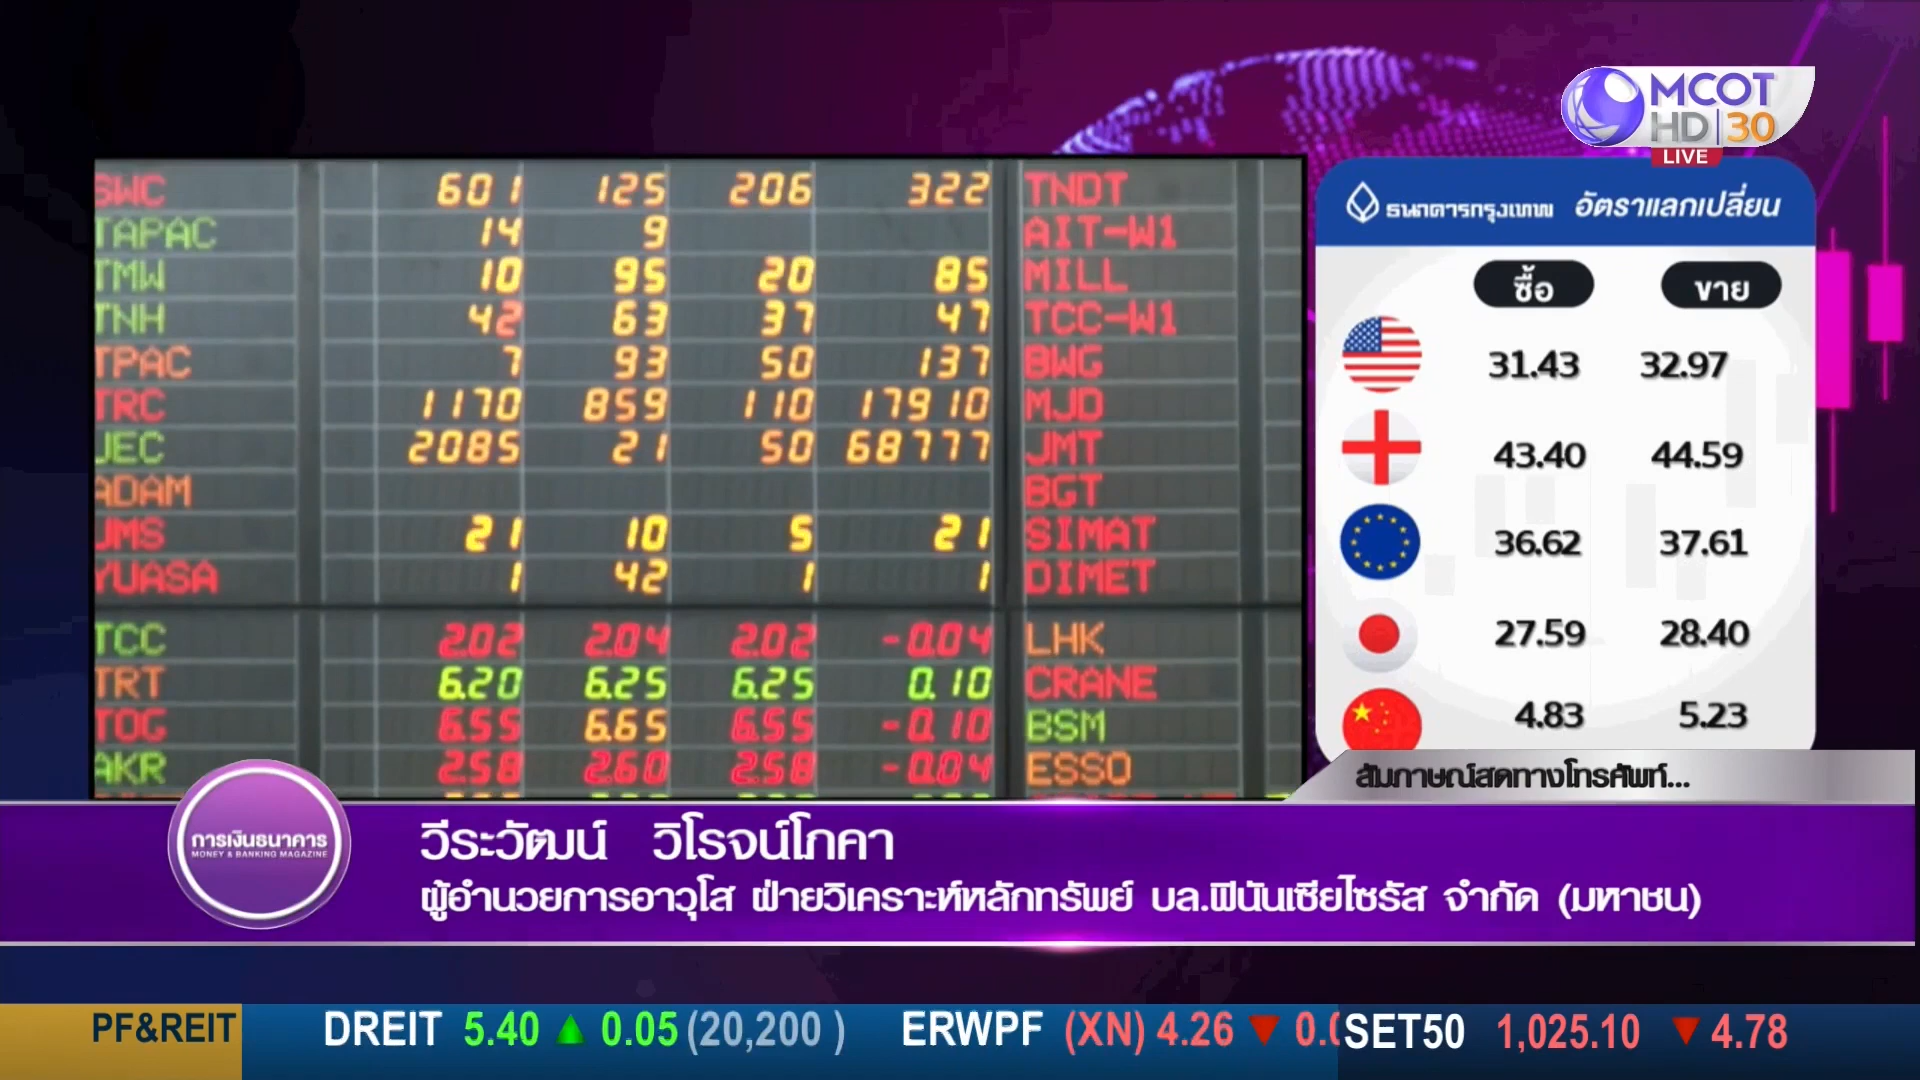 MCOT
HD 30
LIVE
SWC 601 125 206 322 TNDT
TAPAC 14 9 AIT-W1
TMW 10 95 20 85 MILL
TNH 42 63 37 47 TCC-W1
TPAC 7 93 50 137 BWG
TRC 1170 859 110 17910 MJD
UEC 2085 21 50 68777 JMT
ADAM BGT
UMS 21 10 5 21 SIMAT
YUASA 1 42 1 1 DIMET
TCC 2.02 2.04 2.02 -0.04 LHK
TRT 6.20 6.25 6.25 0.10 CRANE
TOG 6.55 6.65 6.55 -0.10 BSM
AKR 2.58 2.60 2.58 -0.04 ESSO
ธนาคารกรุงเทพ อัตราแลกเปลี่ยน
ซื้อ ขาย
31.43 32.97
43.40 44.59
36.62 37.61
27.59 28.40
4.83 5.23
สัมภาษณ์สดทางโทรศัพท์...
การเงินธนาคาร
MONEY & BANKING MAGAZINE
วีระวัฒน์ วิโรจน์โภคา
ผู้อำนวยการอาวุโส ฝ่ายวิเคราะห์หลักทรัพย์ บล.ฟินันเซียไซรัส จำกัด (มหาชน)
PF&REIT DREIT 5.40 ▲ 0.05 (20,200 ) ERWPF (XN) 4.26 ▼ SET50 1,025.10 ▼ 4.78